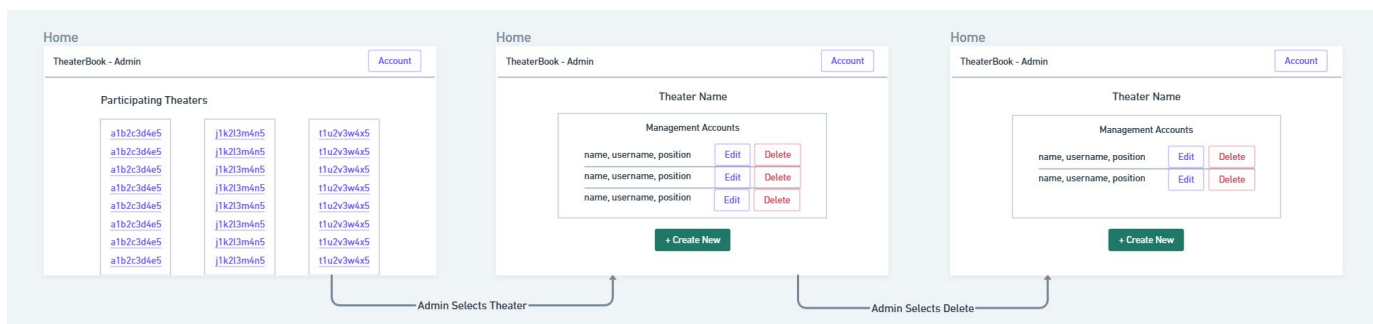 Home
TheaterBook - Admin
Account
Participating Theaters
a1b2c3d4e5 j1k2l3m4n5 t1u2v3w4x5
a1b2c3d4e5 j1k2l3m4n5 t1u2v3w4x5
a1b2c3d4e5 j1k2l3m4n5 t1u2v3w4x5
a1b2c3d4e5 j1k2l3m4n5 t1u2v3w4x5
a1b2c3d4e5 j1k2l3m4n5 t1u2v3w4x5
a1b2c3d4e5 j1k2l3m4n5 t1u2v3w4x5
a1b2c3d4e5 j1k2l3m4n5 t1u2v3w4x5
a1b2c3d4e5 j1k2l3m4n5 t1u2v3w4x5
Admin Selects Theater
Home
TheaterBook - Admin
Account
Theater Name
Management Accounts
name, username, position Edit Delete
name, username, position Edit Delete
name, username, position Edit Delete
+ Create New
Admin Selects Delete
Home
TheaterBook - Admin
Account
Theater Name
Management Accounts
name, username, position Edit Delete
name, username, position Edit Delete
+ Create New